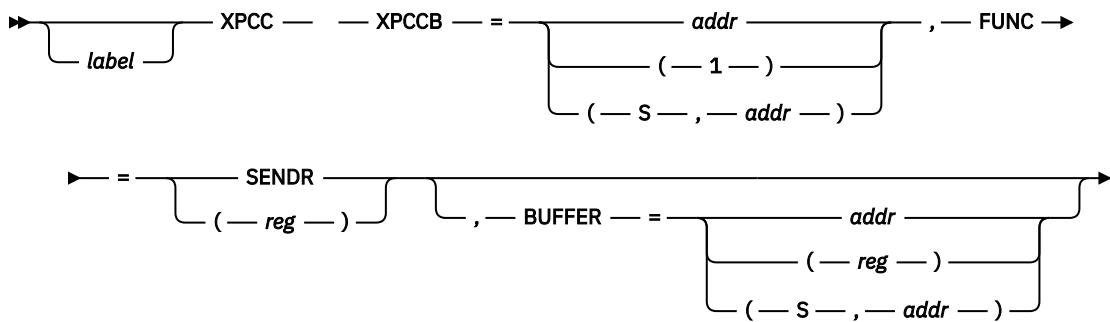 XPCC XPCCB = addr , FUNC
label ( 1 )
( S , addr )
= SENDR
( reg ) , BUFFER = addr
( reg )
( S , addr )